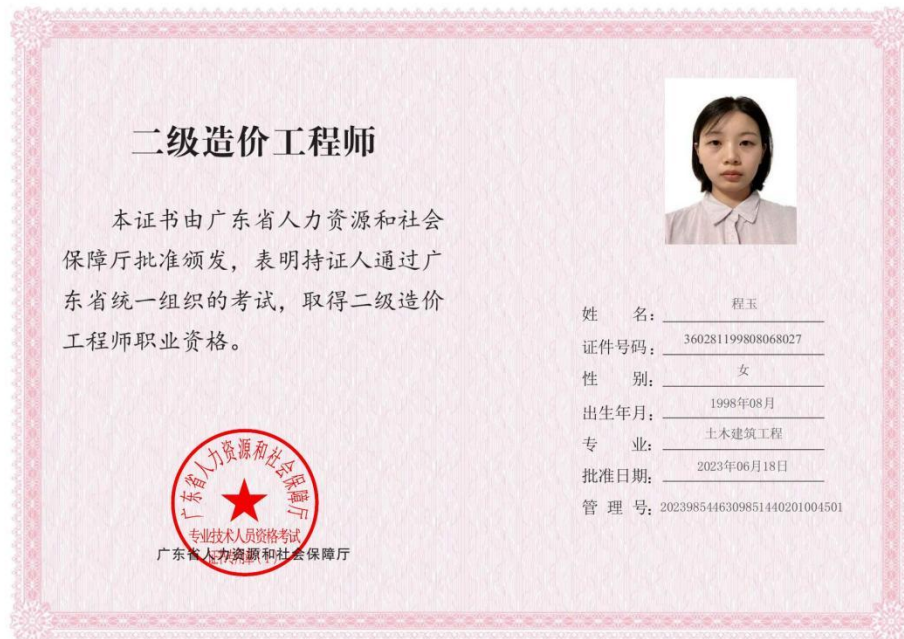 二级造价工程师
本证书由广东省人力资源和社会
保障厅批准颁发，表明持证人通过广
东省统一组织的考试，取得二级造价
工程师职业资格。
广东省人力资源和社会保障厅
专业技术人员资格考试
广东省人力资源和社会保障厅
姓 名：程玉
证件号码：360281199808068027
性 别：女
出生年月：1998年08月
专 业：土木建筑工程
批准日期：2023年06月18日
管 理 号：20239854463098514402010045​01